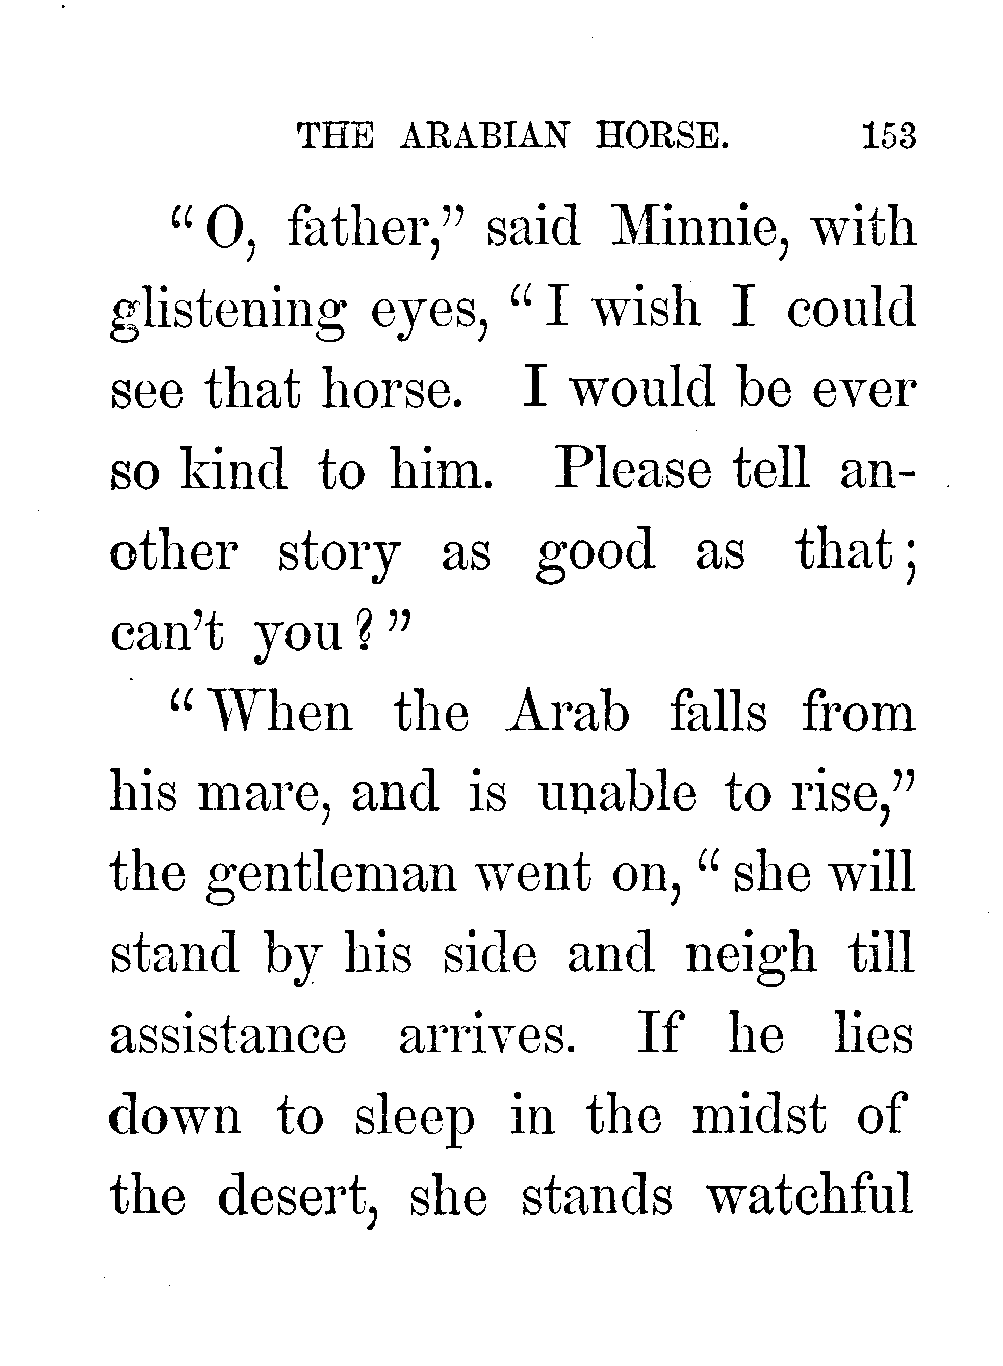 THE ARABIAN HORSE. 153
“O, father,” said Minnie, with
glistening eyes, “I wish I could
see that horse. I would be ever
so kind to him. Please tell an-
other story as good as that;
can’t you?”
“When the Arab falls from
his mare, and is unable to rise,”
the gentleman went on, “she will
stand by his side and neigh till
assistance arrives. If he lies
down to sleep in the midst of
the desert, she stands watchful